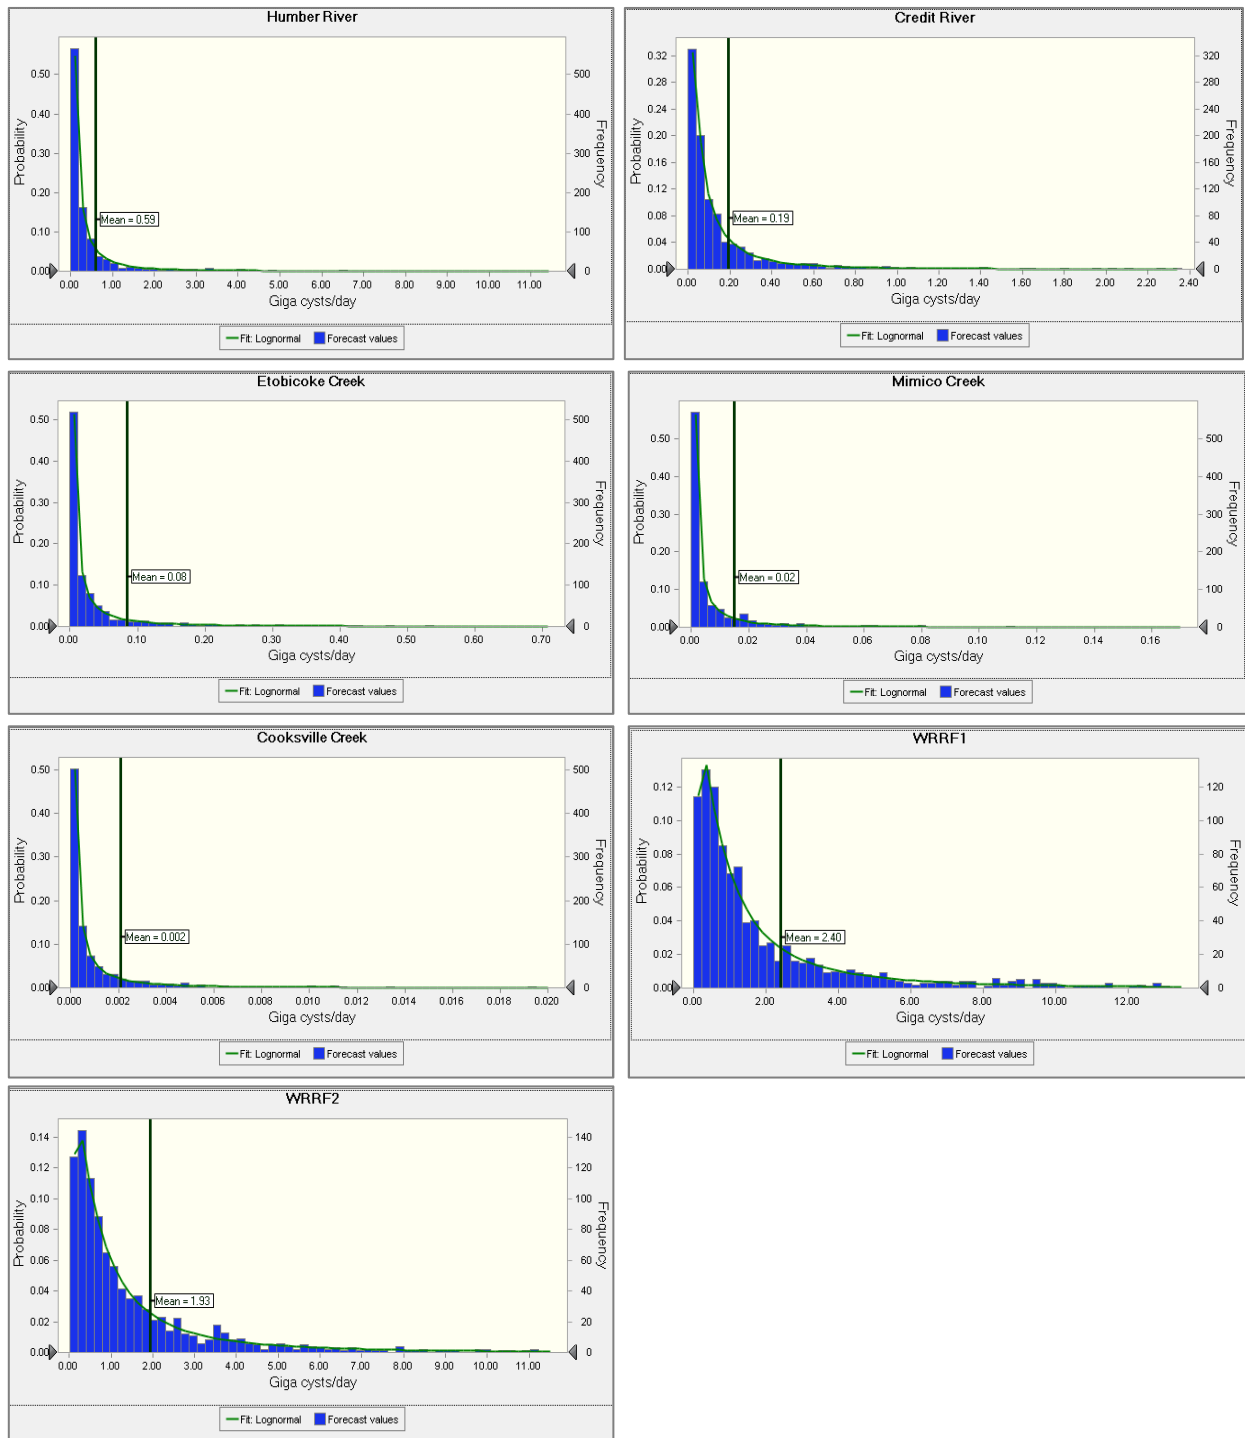 Humber River
Probability
Frequency
0.50
0.40
0.30
0.20
0.10
0.00
500
400
300
200
100
0
Mean = 0.59
0.00 1.00 2.00 3.00 4.00 5.00 6.00 7.00 8.00 9.00 10.00 11.00
Giga cysts/day
Fit: Lognormal Forecast values
Credit River
Probability
Frequency
0.32
0.28
0.24
0.20
0.16
0.12
0.08
0.04
0.00
320
280
240
200
160
120
80
40
0
Mean = 0.19
0.00 0.20 0.40 0.60 0.80 1.00 1.20 1.40 1.60 1.80 2.00 2.20 2.40
Giga cysts/day
Fit: Lognormal Forecast values
Etobicoke Creek
Probability
Frequency
0.50
0.40
0.30
0.20
0.10
0.00
500
400
300
200
100
0
Mean = 0.08
0.00 0.10 0.20 0.30 0.40 0.50 0.60 0.70
Giga cysts/day
Fit: Lognormal Forecast values
Mimico Creek
Probability
Frequency
0.50
0.40
0.30
0.20
0.10
0.00
500
400
300
200
100
0
Mean = 0.02
0.00 0.02 0.04 0.06 0.08 0.10 0.12 0.14 0.16
Giga cysts/day
Fit: Lognormal Forecast values
Cooksville Creek
Probability
Frequency
0.50
0.40
0.30
0.20
0.10
0.00
500
400
300
200
100
0
Mean = 0.002
0.000 0.002 0.004 0.006 0.008 0.010 0.012 0.014 0.016 0.018 0.020
Giga cysts/day
Fit: Lognormal Forecast values
WRRF1
Probability
Frequency
0.12
0.10
0.08
0.06
0.04
0.02
0.00
120
100
80
60
40
20
0
Mean = 2.40
0.00 2.00 4.00 6.00 8.00 10.00 12.00
Giga cysts/day
Fit: Lognormal Forecast values
WRRF2
Probability
Frequency
0.14
0.12
0.10
0.08
0.06
0.04
0.02
0.00
140
120
100
80
60
40
20
0
Mean = 1.93
0.00 1.00 2.00 3.00 4.00 5.00 6.00 7.00 8.00 9.00 10.00 11.00
Giga cysts/day
Fit: Lognormal Forecast values